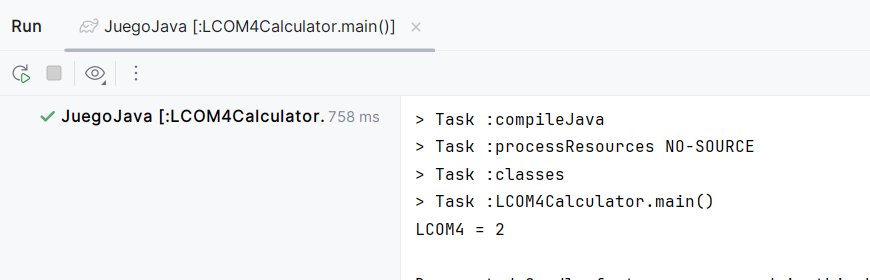 Run JuegoJava [:LCOM4Calculator.main()]
JuegoJava [:LCOM4Calculator. 758 ms
> Task :compileJava
> Task :processResources NO-SOURCE
> Task :classes
> Task :LCOM4Calculator.main()
LCOM4 = 2